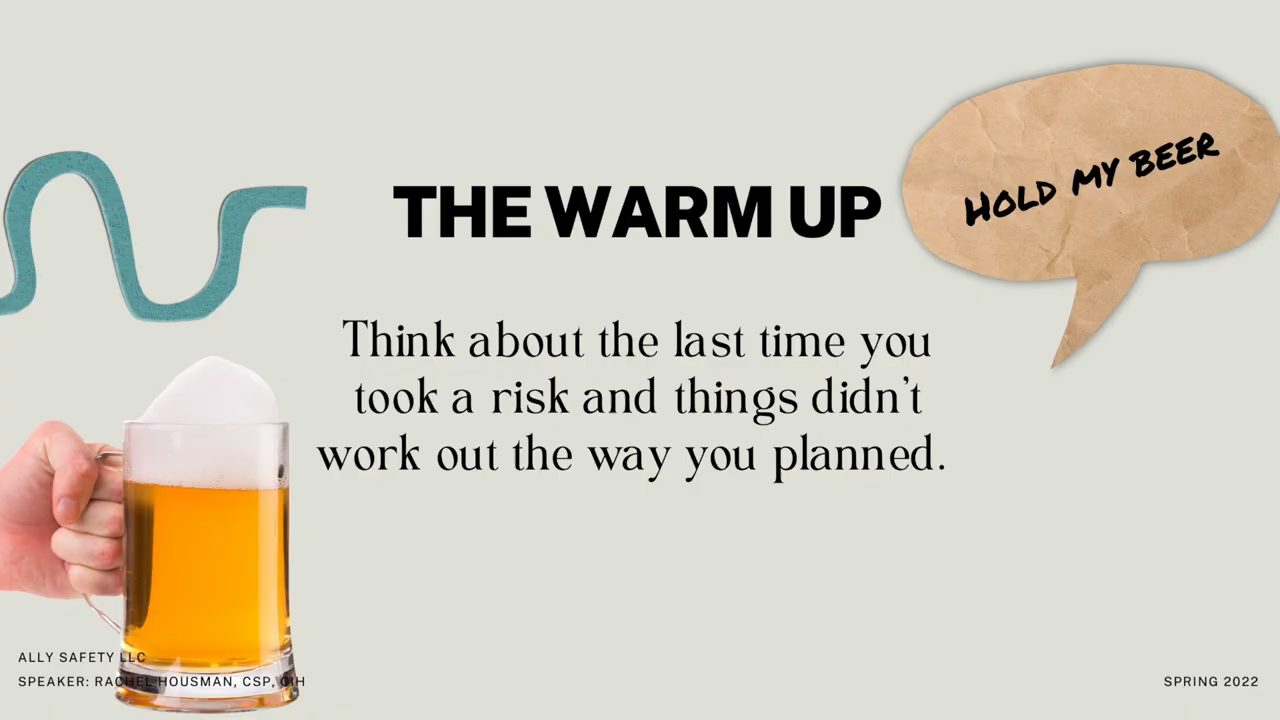 THE WARM UP
HOLD MY BEER
Think about the last time you
took a risk and things didn't
work out the way you planned.
ALLY SAFETY LLC
SPEAKER: RACHEL HOUSMAN, CSP, CIH
SPRING 2022